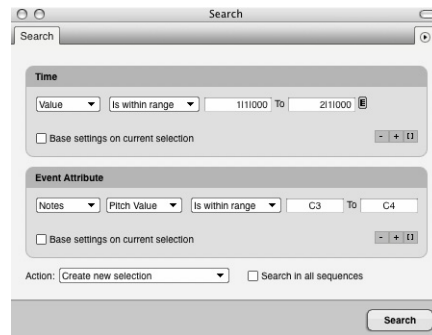 Search
Search
Time
Value Is within range 1|1|000 To 2|1|000 E
Base settings on current selection - + []
Event Attribute
Notes Pitch Value Is within range C3 To C4
Base settings on current selection - + []
Action: Create new selection Search in all sequences
Search